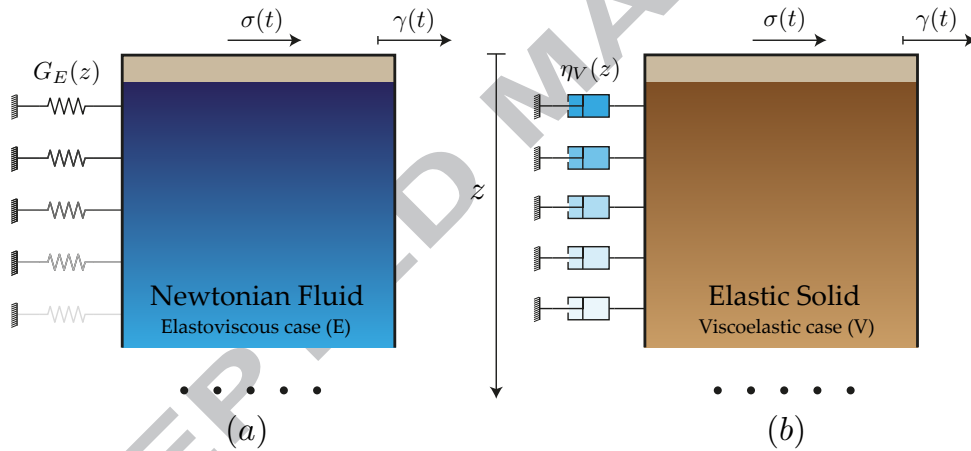 σ(t) γ(t) σ(t) γ(t)
G_E(z) η_V(z)
z
Newtonian Fluid Elastic Solid
Elastoviscous case (E) Viscoelastic case (V)
(a) (b)